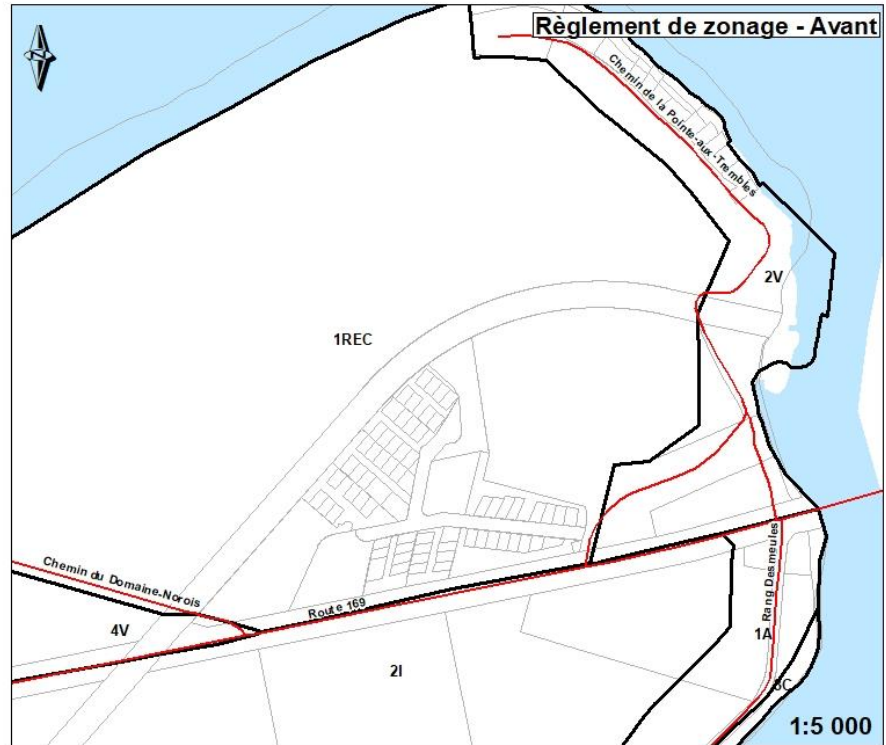 Règlement de zonage - Avant
Chemin de la Pointe-aux-Trembles
2V
1REC
Chemin du Domaine-Norois
Route 169
Rang Desmeules
4V
1A
2I
1:5 000